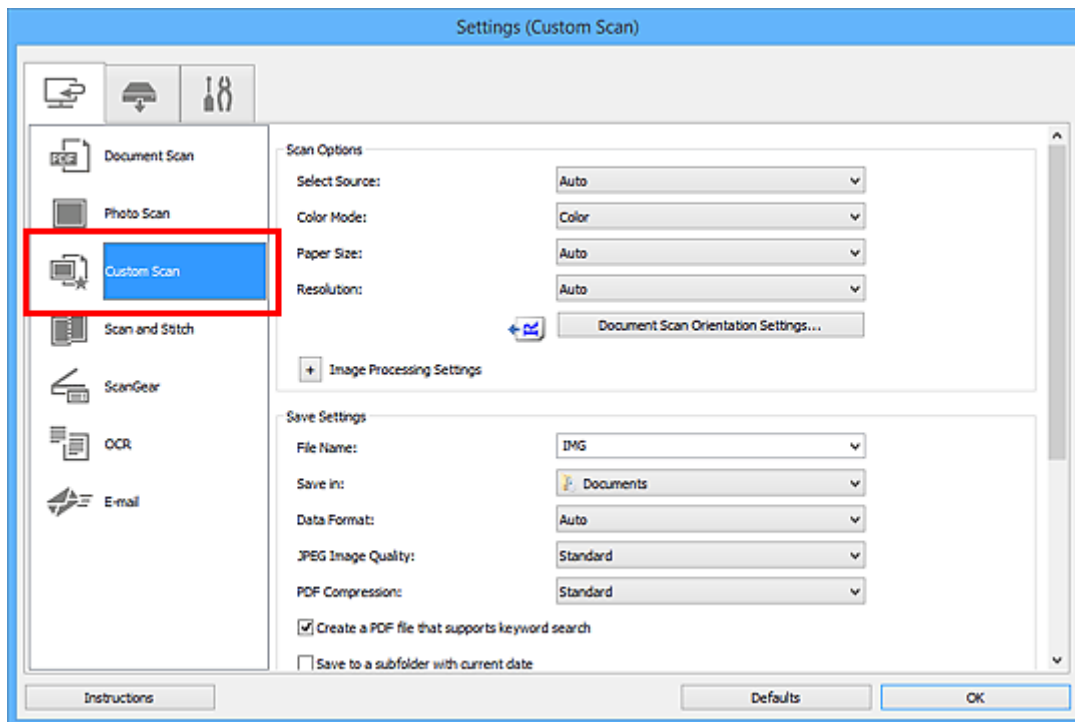 Settings (Custom Scan)
PDF
Document Scan
Photo Scan
Custom Scan
Scan and Stitch
ScanGear
OCR
E-mail
Scan Options
Select Source: Auto
Color Mode: Color
Paper Size: Auto
Resolution: Auto
R Document Scan Orientation Settings...
+ Image Processing Settings
Save Settings
File Name: IMG
Save in: Documents
Data Format: Auto
JPEG Image Quality: Standard
PDF Compression: Standard
Create a PDF file that supports keyword search
Save to a subfolder with current date
Instructions Defaults OK